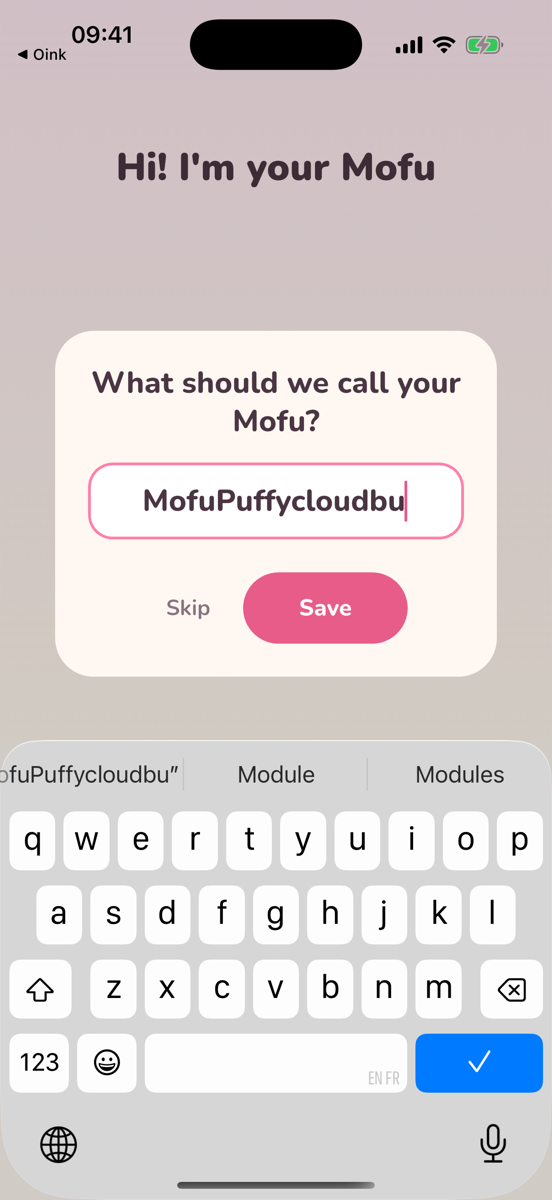 09:41
◀ Oink
Hi! I'm your Mofu
What should we call your
Mofu?
MofuPuffycloudbu
Skip
Save
ofuPuffycloudbu”
Module
Modules
q w e r t y u i o p
a s d f g h j k l
z x c v b n m
123
EN FR